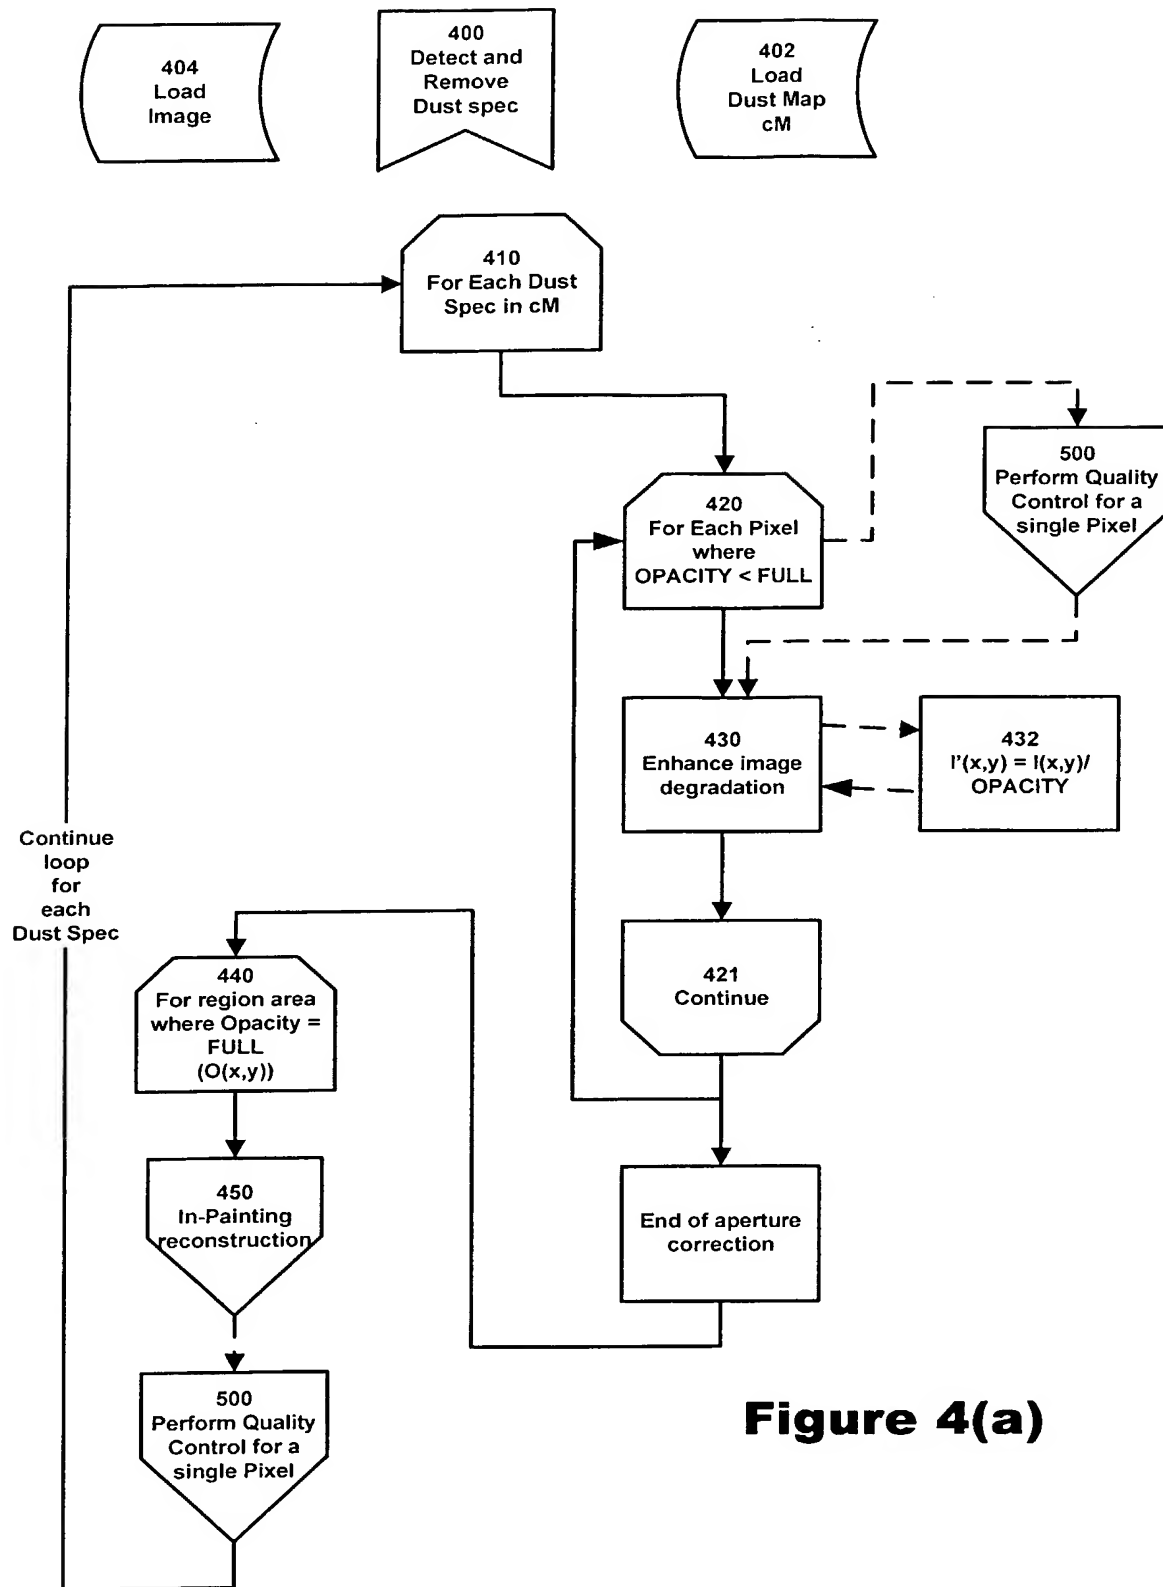 404
Load
Image
400
Detect and
Remove
Dust spec
402
Load
Dust Map
cM
410
For Each Dust
Spec in cM
420
For Each Pixel
where
OPACITY < FULL
500
Perform Quality
Control for a
single Pixel
430
Enhance image
degradation
432
I'(x,y) = I(x,y)/
OPACITY
421
Continue
Continue
loop
for
each
Dust Spec
440
For region area
where Opacity =
FULL
(O(x,y))
450
In-Painting
reconstruction
End of aperture
correction
500
Perform Quality
Control for a
single Pixel
Figure 4(a)